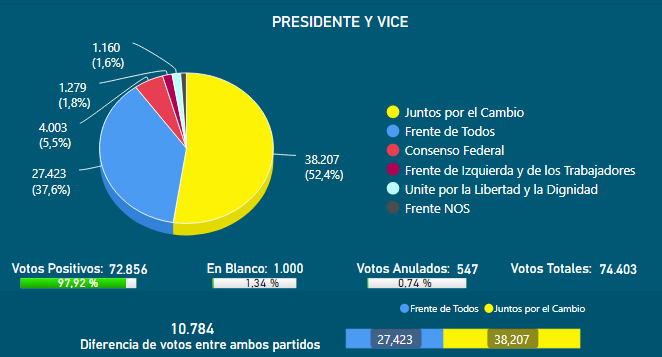 PRESIDENTE Y VICE
1.160
(1,6%)
1.279
(1,8%)
4.003
(5,5%)
27.423
(37,6%)
38.207
(52,4%)
Juntos por el Cambio
Frente de Todos
Consenso Federal
Frente de Izquierda y de los Trabajadores
Unite por la Libertad y la Dignidad
Frente NOS
Votos Positivos: 72.856
97,92 %
En Blanco: 1.000
1,34 %
Votos Anulados: 547
0,74 %
Votos Totales: 74.403
Frente de Todos Juntos por el Cambio
10.784
Diferencia de votos entre ambos partidos
27,423 38,207